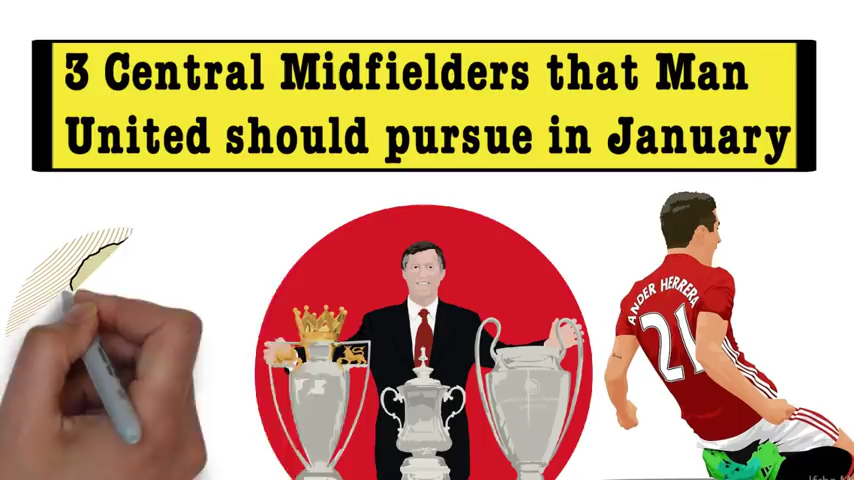 3 Central Midfielders that Man
United should pursue in January
ANDER HERRERA
21